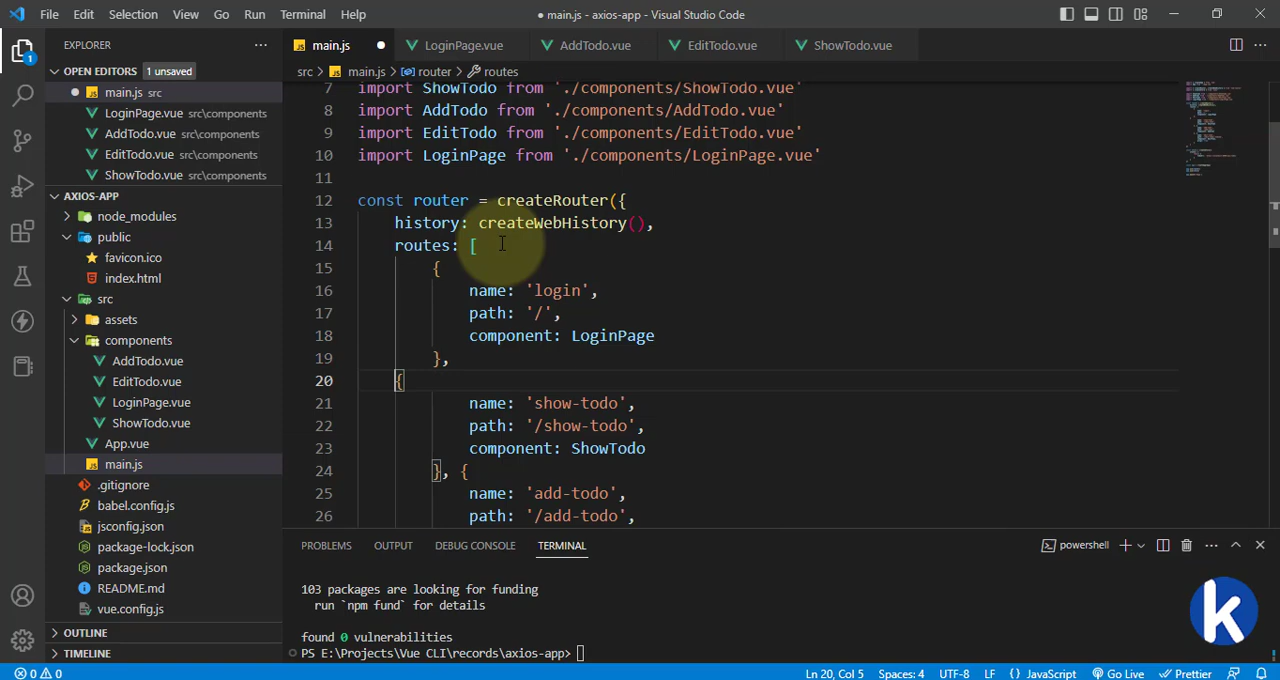 File Edit Selection View Go Run Terminal Help ● main.js - axios-app - Visual Studio Code
EXPLORER
OPEN EDITORS 1 unsaved
main.js src
LoginPage.vue src\components
AddTodo.vue src\components
EditTodo.vue src\components
ShowTodo.vue src\components
AXIOS-APP
node_modules
public
favicon.ico
index.html
src
assets
components
AddTodo.vue
EditTodo.vue
LoginPage.vue
ShowTodo.vue
App.vue
main.js
.gitignore
babel.config.js
jsconfig.json
package-lock.json
package.json
README.md
vue.config.js
OUTLINE
TIMELINE
1
main.js LoginPage.vue AddTodo.vue EditTodo.vue ShowTodo.vue
src > main.js > router > routes
7 import ShowTodo from './components/ShowTodo.vue'
8 import AddTodo from './components/AddTodo.vue'
9 import EditTodo from './components/EditTodo.vue'
10 import LoginPage from './components/LoginPage.vue'
11
12 const router = createRouter({
13 history: createWebHistory(),
14 routes: [
15 {
16 name: 'login',
17 path: '/',
18 component: LoginPage
19 },
20 {
21 name: 'show-todo',
22 path: '/show-todo',
23 component: ShowTodo
24 }, {
25 name: 'add-todo',
26 path: '/add-todo',
PROBLEMS OUTPUT DEBUG CONSOLE TERMINAL powershell
103 packages are looking for funding
run `npm fund` for details
found 0 vulnerabilities
PS E:\Projects\Vue CLI\records\axios-app>
k
0 0 Ln 20, Col 5 Spaces: 4 UTF-8 LF {} JavaScript Go Live Prettier